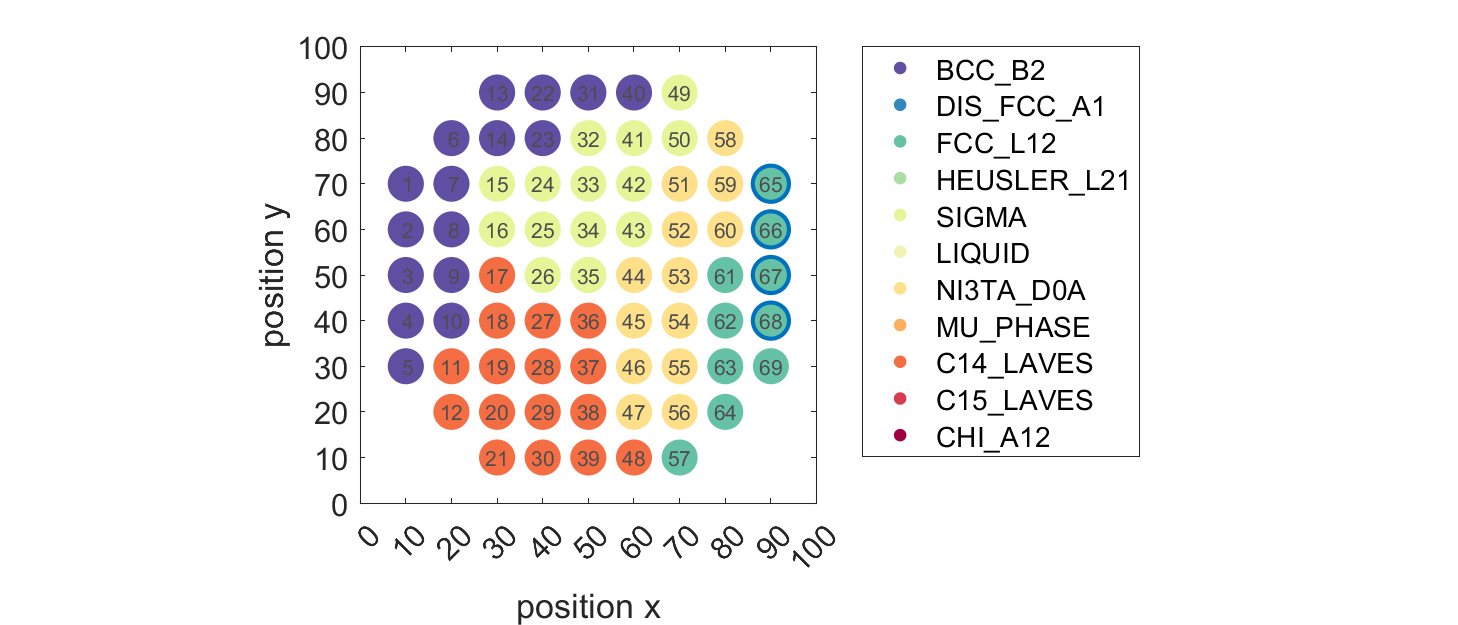 100
90
80
70
60
50
40
30
20
10
0
position y
13 22 31 40 49
6 14 23 32 41 50 58
1 7 15 24 33 42 51 59 65
2 8 16 25 34 43 52 60 66
3 9 17 26 35 44 53 61 67
4 10 18 27 36 45 54 62 68
5 11 19 28 37 46 55 63 69
12 20 29 38 47 56 64
21 30 39 48 57
0 10 20 30 40 50 60 70 80 90 100
position x
BCC_B2
DIS_FCC_A1
FCC_L12
HEUSLER_L21
SIGMA
LIQUID
NI3TA_D0A
MU_PHASE
C14_LAVES
C15_LAVES
CHI_A12